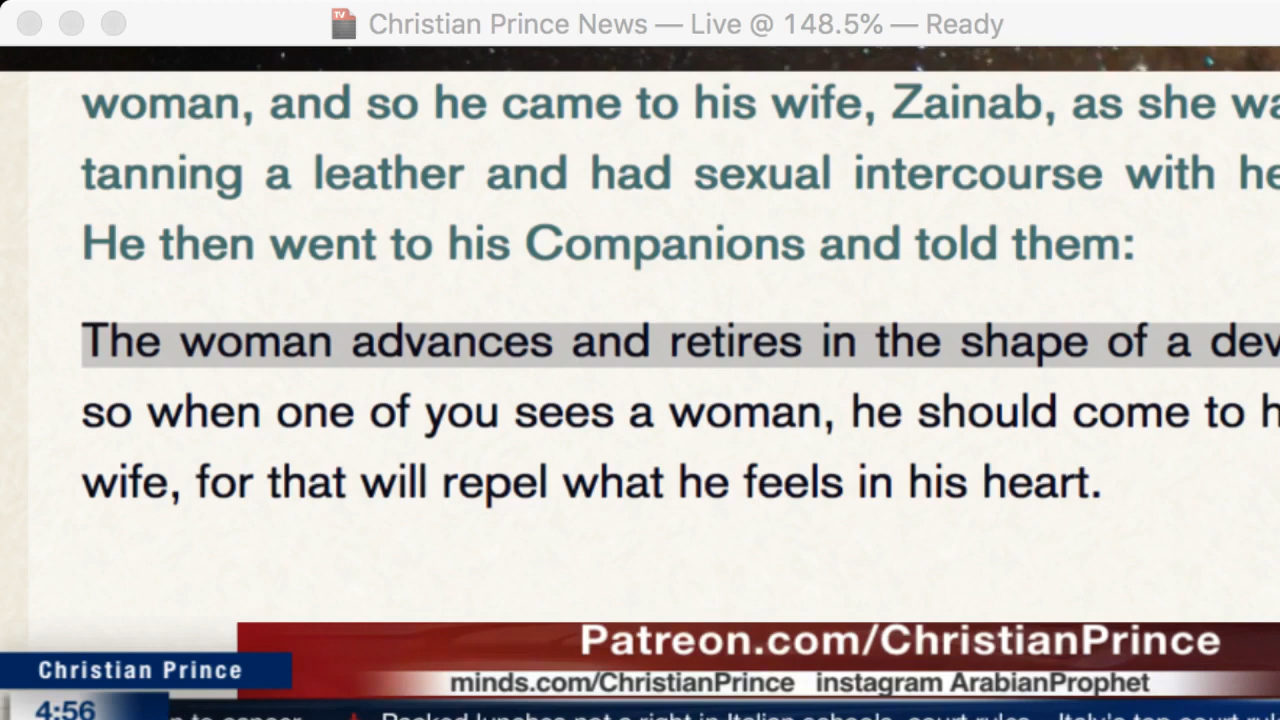 Christian Prince News — Live @ 148.5% — Ready
woman, and so he came to his wife, Zainab, as she
tanning a leather and had sexual intercourse with
He then went to his Companions and told them:
The woman advances and retires in the shape of a
so when one of you sees a woman, he should come to
wife, for that will repel what he feels in his heart.
Patreon.com/ChristianPrince
Christian Prince
minds.com/ChristianPrince instagram ArabianProphet
4:56
to cancer Packed lunches not a right in Italian schools, court rules Italy's top court